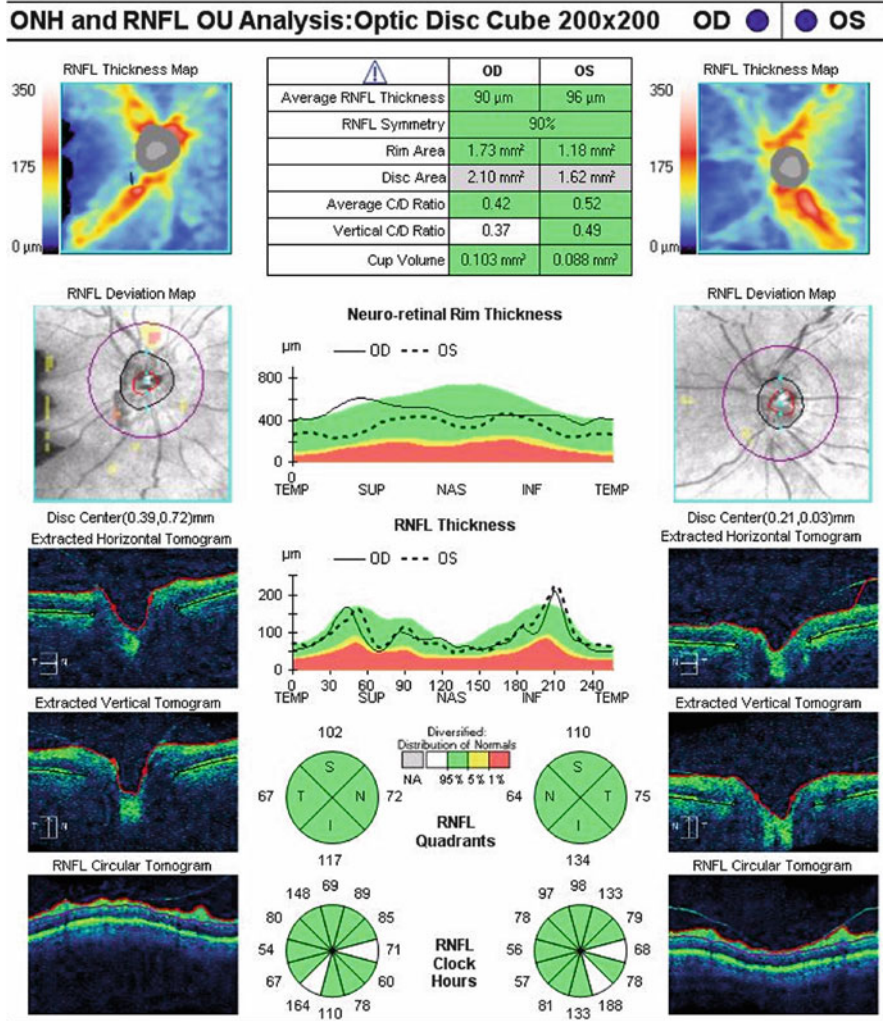 ONH and RNFL OU Analysis:Optic Disc Cube 200x200 OD OS
RNFL Thickness Map
350
175
0 µm
OD OS
Average RNFL Thickness 90 µm 96 µm
RNFL Symmetry 90%
Rim Area 1.73 mm² 1.18 mm²
Disc Area 2.10 mm² 1.62 mm²
Average C/D Ratio 0.42 0.52
Vertical C/D Ratio 0.37 0.49
Cup Volume 0.103 mm³ 0.088 mm³
RNFL Thickness Map
350
175
0 µm
RNFL Deviation Map
Disc Center(0.39,0.72)mm
Neuro-retinal Rim Thickness
µm OD OS
800
400
0
0
TEMP SUP NAS INF TEMP
RNFL Deviation Map
Disc Center(0.21,0.03)mm
Extracted Horizontal Tomogram
T N
RNFL Thickness
µm OD OS
200
100
0
0 30 60 90 120 150 180 210 240
TEMP SUP NAS INF TEMP
Extracted Horizontal Tomogram
Extracted Vertical Tomogram
Diversified:
Distribution of Normals
NA 95% 5% 1%
RNFL
Quadrants
102
S
67 T N 72
I
117
110
S
64 N T 75
I
134
Extracted Vertical Tomogram
RNFL Circular Tomogram
RNFL
Clock
Hours
148 69 89
80 85
54 71
67 60
164 110 78
97 98 133
78 79
56 68
57 78
81 133 188
RNFL Circular Tomogram